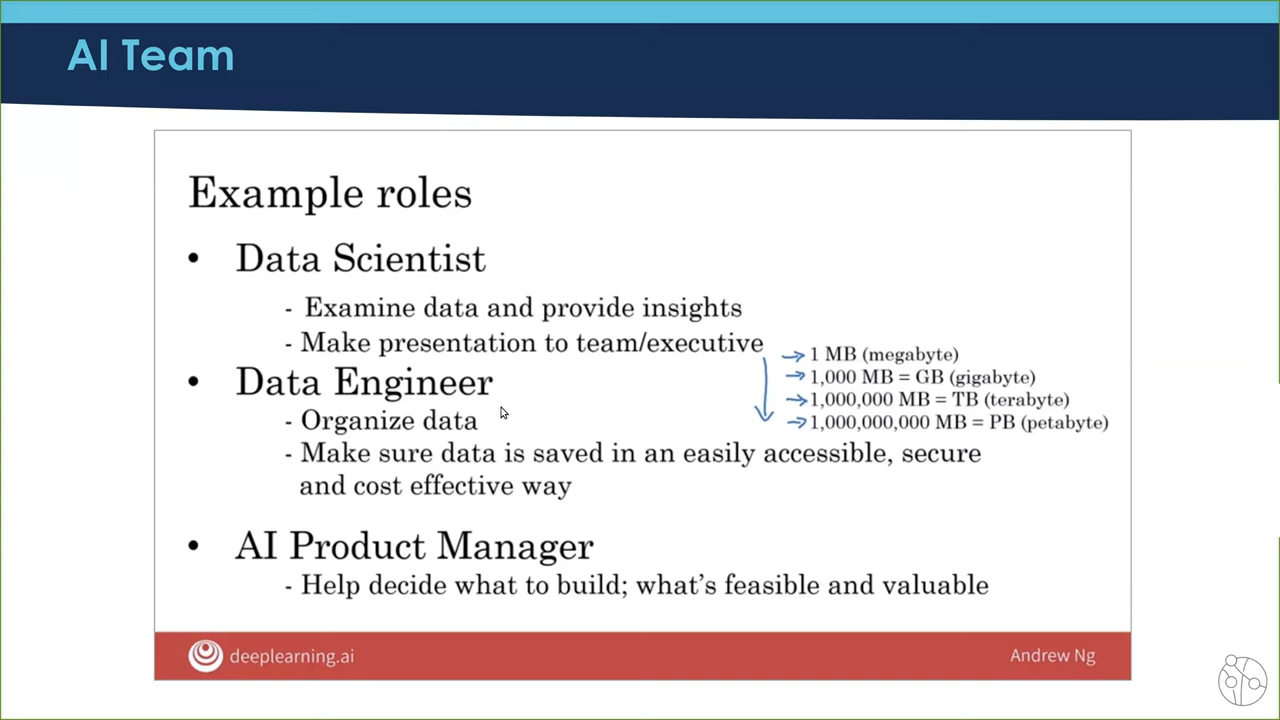 AI Team
Example roles
• Data Scientist
- Examine data and provide insights
- Make presentation to team/executive
1 MB (megabyte)
• Data Engineer
1,000 MB = GB (gigabyte)
1,000,000 MB = TB (terabyte)
- Organize data
1,000,000,000 MB = PB (petabyte)
- Make sure data is saved in an easily accessible, secure
and cost effective way
• AI Product Manager
- Help decide what to build; what's feasible and valuable
deeplearning.ai
Andrew Ng